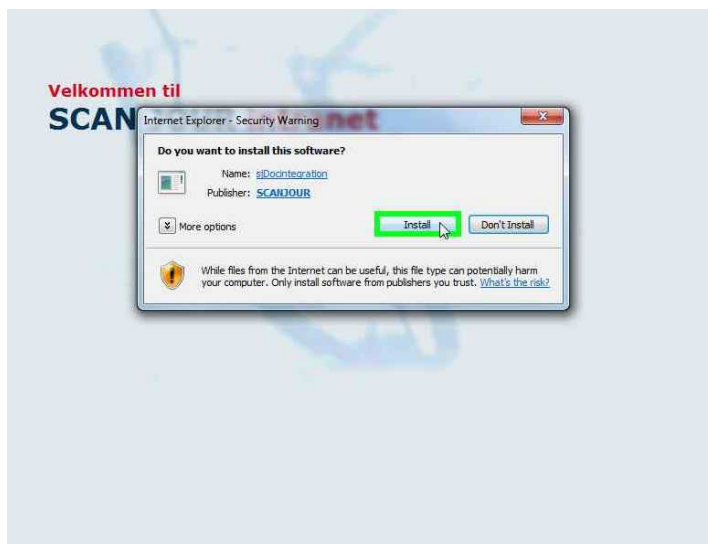 Velkommen til
SCANJOUR Intranet
Internet Explorer - Security Warning
Do you want to install this software?
Name: sjDocIntegration
Publisher: SCANJOUR
More options
Install
Don't Install
While files from the Internet can be useful, this file type can potentially harm
your computer. Only install software from publishers you trust. What's the risk?